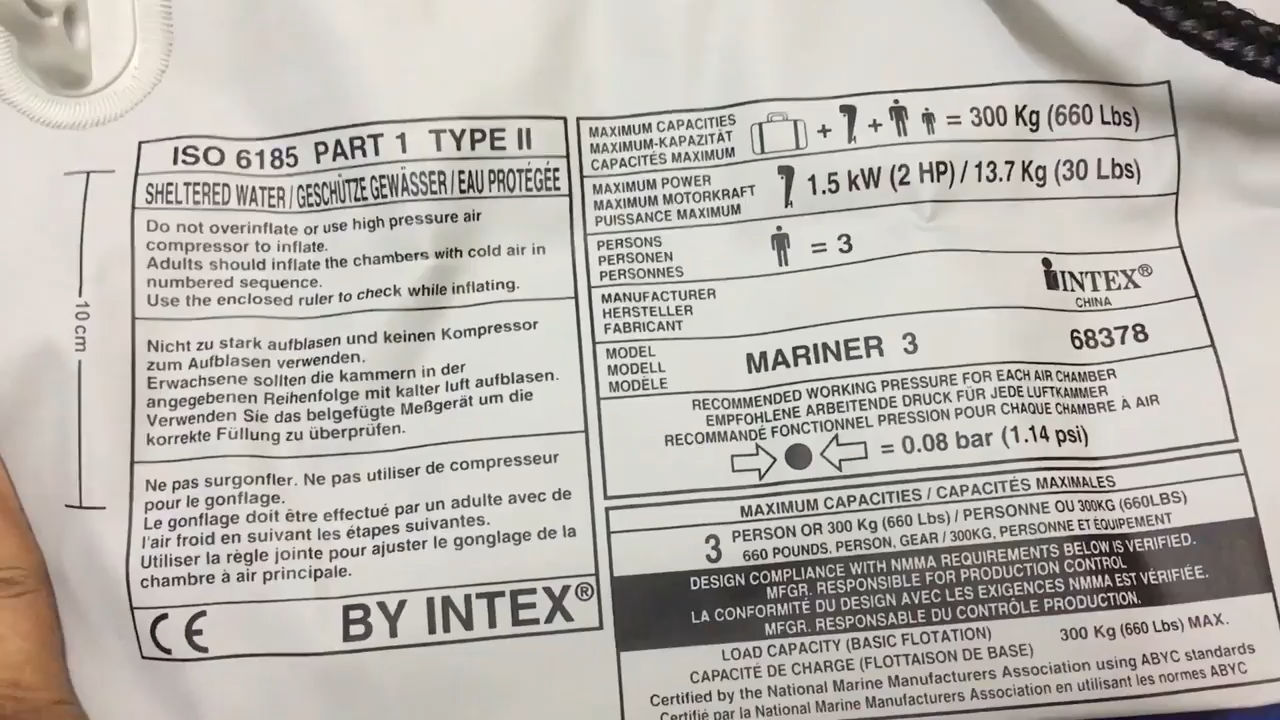 ISO 6185 PART 1 TYPE II
SHELTERED WATER / GESCHÜTZE GEWÄSSER / EAU PROTÉGÉE
Do not overinflate or use high pressure air
compressor to inflate.
Adults should inflate the chambers with cold air in
numbered sequence.
Use the enclosed ruler to check while inflating.
10 cm
Nicht zu stark aufblasen und keinen Kompressor
zum Aufblasen verwenden.
Erwachsene sollten die kammern in der
angegebenen Reihenfolge mit kalter luft aufblasen.
Verwenden Sie das belgefügte Meßgerät um die
korrekte Füllung zu überprüfen.
Ne pas surgonfler. Ne pas utiliser de compresseur
pour le gonflage.
Le gonflage doit être effectué par un adulte avec de
l'air froid en suivant les étapes suivantes.
Utiliser la règle jointe pour ajuster le gonglage de la
chambre à air principale.
CE BY INTEX®
MAXIMUM CAPACITIES
MAXIMUM-KAPAZITÄT
CAPACITÉS MAXIMUM
+ + = 300 Kg (660 Lbs)
MAXIMUM POWER
MAXIMUM MOTORKRAFT
PUISSANCE MAXIMUM
1.5 kW (2 HP) / 13.7 Kg (30 Lbs)
PERSONS
PERSONEN
PERSONNES
= 3
MANUFACTURER
HERSTELLER
FABRICANT
INTEX®
CHINA
MODEL
MODELL
MODÈLE
MARINER 3
68378
RECOMMENDED WORKING PRESSURE FOR EACH AIR CHAMBER
EMPFOHLENE ARBEITENDE DRUCK FÜR JEDE LUFTKAMMER
RECOMMANDÉ FONCTIONNEL PRESSION POUR CHAQUE CHAMBRE À AIR
= 0.08 bar (1.14 psi)
MAXIMUM CAPACITIES / CAPACITÉS MAXIMALES
3 PERSON OR 300 Kg (660 Lbs) / PERSONNE OU 300KG (660LBS)
660 POUNDS, PERSON, GEAR / 300KG, PERSONNE ET ÉQUIPEMENT
DESIGN COMPLIANCE WITH NMMA REQUIREMENTS BELOW IS VERIFIED.
MFGR. RESPONSIBLE FOR PRODUCTION CONTROL
LA CONFORMITÉ DU DESIGN AVEC LES EXIGENCES NMMA EST VÉRIFIÉE.
MFGR. RESPONSABLE DU CONTRÔLE PRODUCTION.
LOAD CAPACITY (BASIC FLOTATION)
CAPACITÉ DE CHARGE (FLOTTAISON DE BASE)
300 Kg (660 Lbs) MAX.
Certified by the National Marine Manufacturers Association using ABYC standards
Certifié par la National Marine Manufacturers Association en utilisant les normes ABYC